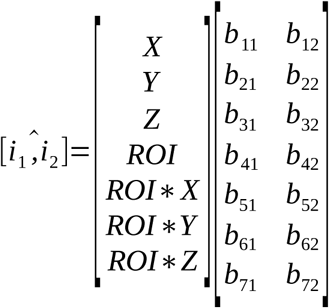 [i₁,̂i₂]=[X Y Z ROI ROI∗X ROI∗Y ROI∗Z][b₁₁ b₁₂
b₂₁ b₂₂
b₃₁ b₃₂
b₄₁ b₄₂
b₅₁ b₅₂
b₆₁ b₆₂
b₇₁ b₇₂]